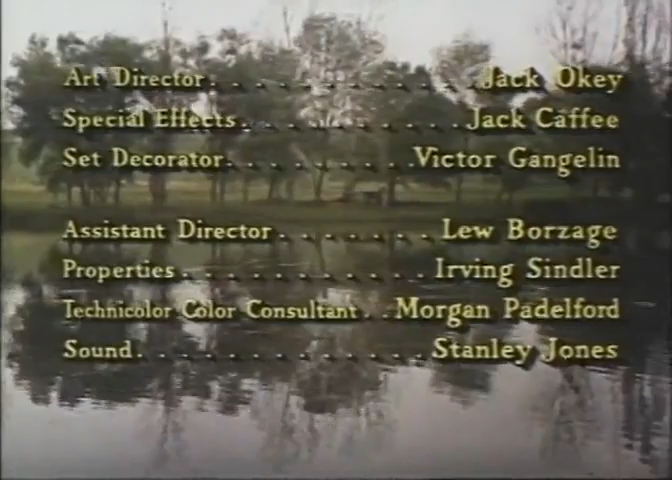 Art Director . . . . . . . . . . . Jack Okey
Special Effects . . . . . . . . . . Jack Caffee
Set Decorator . . . . . . . . . Victor Gangelin
Assistant Director . . . . . . . Lew Borzage
Properties . . . . . . . . . . . Irving Sindler
Technicolor Color Consultant . . Morgan Padelford
Sound . . . . . . . . . . . . . Stanley Jones